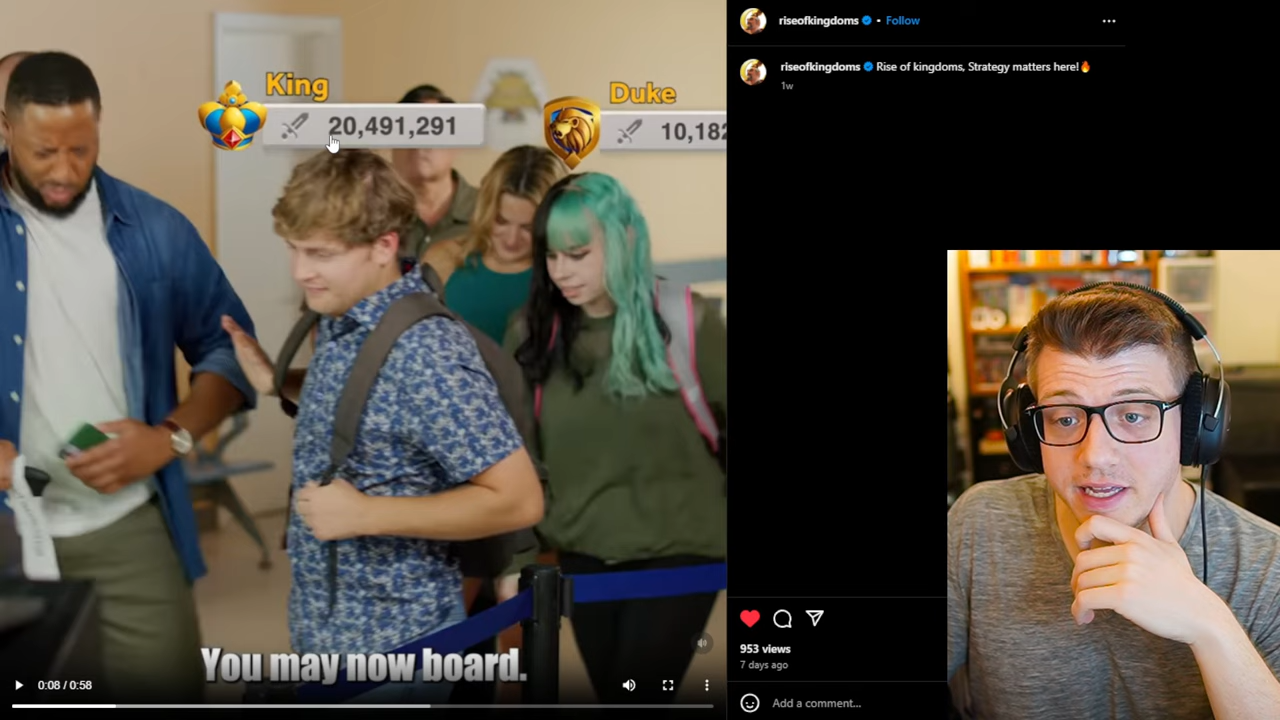 King
20,491,291
Duke
10,182
You may now board.
0:08 / 0:58
riseofkingdoms • Follow
riseofkingdoms Rise of kingdoms, Strategy matters here!🔥
1w
953 views
7 days ago
Add a comment...